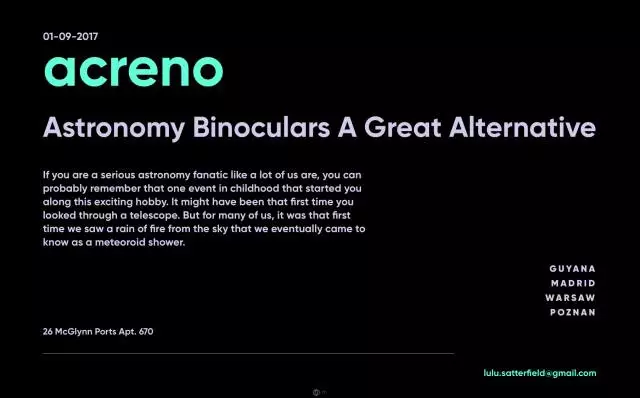 01-09-2017
acreno
Astronomy Binoculars A Great Alternative
If you are a serious astronomy fanatic like a lot of us are, you can
probably remember that one event in childhood that started you
along this exciting hobby. It might have been that first time you
looked through a telescope. But for many of us, it was that first
time we saw a rain of fire from the sky that we eventually came to
know as a meteoroid shower.
GUYANA
MADRID
WARSAW
POZNAN
26 McGlynn Ports Apt. 670
lulu.satterfield@gmail.com